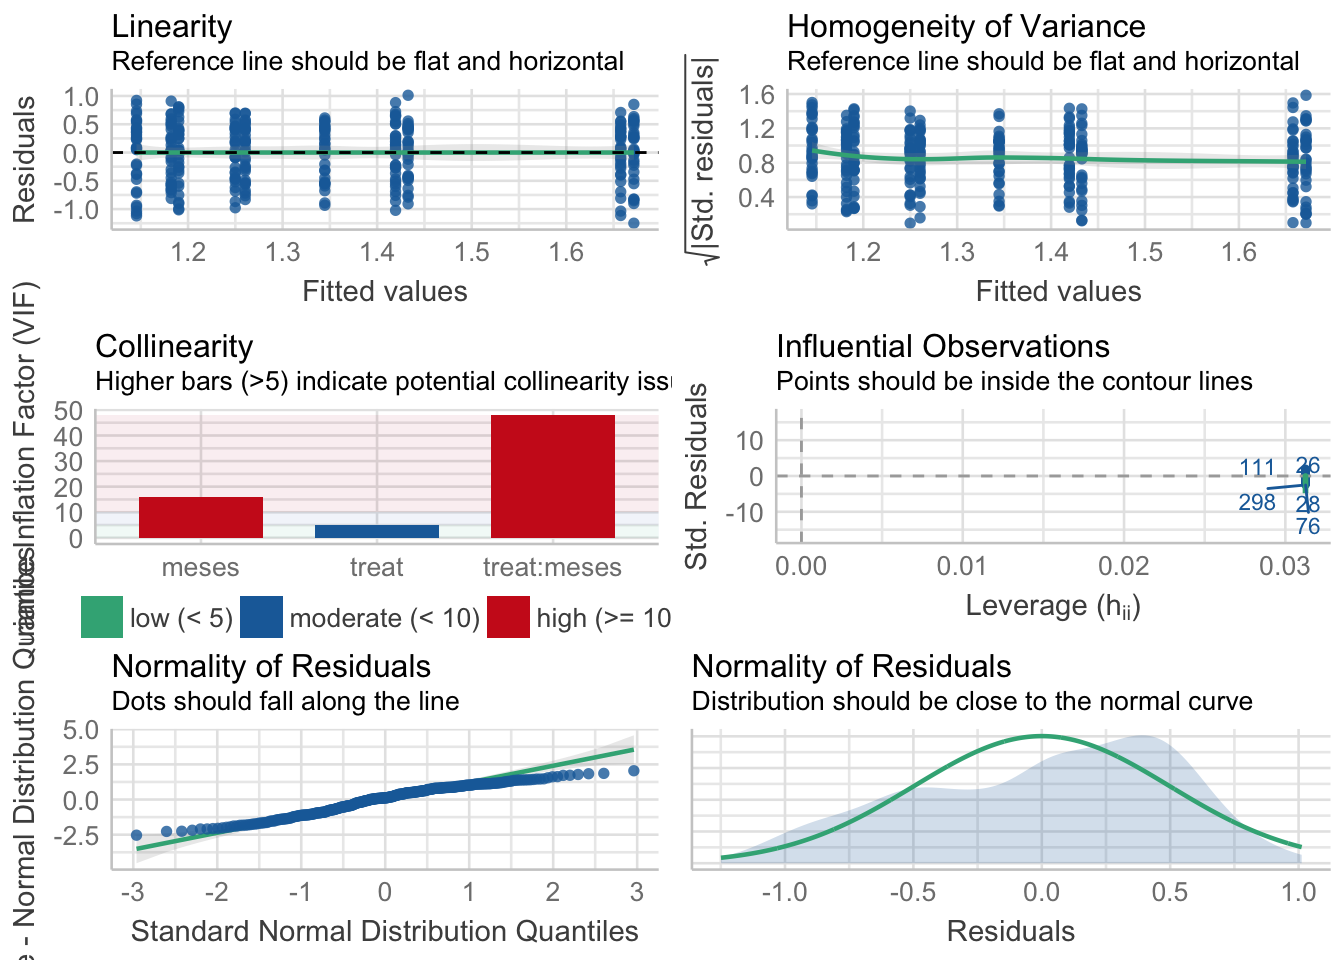 Linearity
Reference line should be flat and horizontal
Residuals
1.0
0.5
0.0
-0.5
-1.0
1.2 1.3 1.4 1.5 1.6
Fitted values
Homogeneity of Variance
Reference line should be flat and horizontal
√|Std. residuals|
1.6
1.2
0.8
0.4
1.2 1.3 1.4 1.5 1.6
Fitted values
Collinearity
Higher bars (>5) indicate potential collinearity issu
Inflation Factor (VIF)
50
40
30
20
10
0
meses treat treat:meses
low (< 5) moderate (< 10) high (>= 10
Influential Observations
Points should be inside the contour lines
Std. Residuals
10
0
-10
111 26
298 28
76
0.00 0.01 0.02 0.03
Leverage (hii)
Normality of Residuals
Dots should fall along the line
e - Normal Distribution Quantiles
5.0
2.5
0.0
-2.5
-3 -2 -1 0 1 2 3
Standard Normal Distribution Quantiles
Normality of Residuals
Distribution should be close to the normal curve
-1.0 -0.5 0.0 0.5 1.0
Residuals